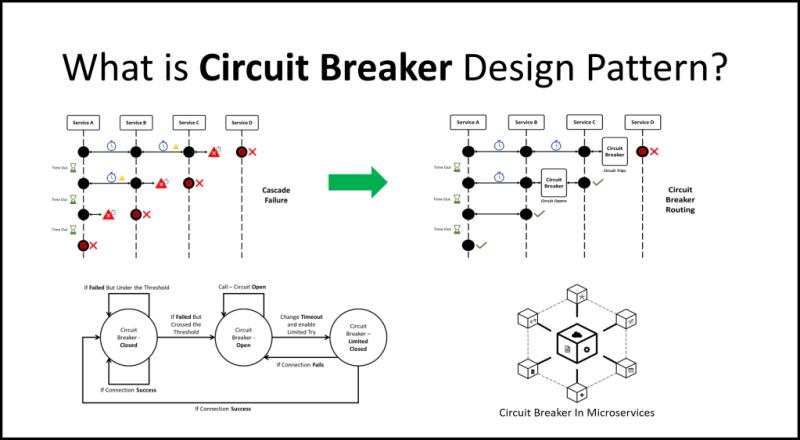 What is Circuit Breaker Design Pattern?
Service A
Service B
Service C
Service D
Time Out
Time Out
Time Out
Cascade
Failure
Service A
Service B
Service C
Service D
Circuit
Breaker
Circuit Trips
Time Out
Circuit
Breaker
Circuit Opens
Time Out
Time Out
Circuit
Breaker
Routing
If Failed But Under the Threshold
Circuit
Breaker -
Closed
If Connection Success
If Failed But
Crossed the
Threshold
Call – Circuit Open
Circuit
Breaker -
Open
Change Timeout
and enable
Limited Try
If Connection Fails
Circuit
Breaker –
Limited
Closed
If Connection Success
Circuit Breaker In Microservices